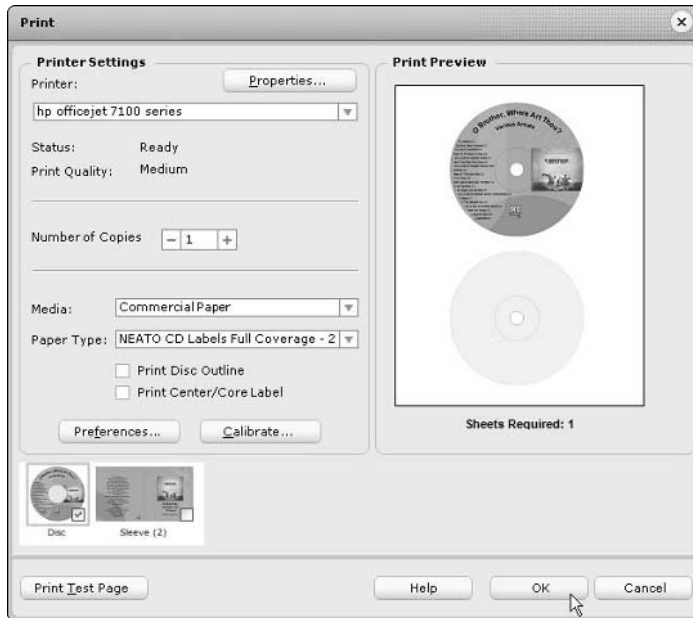 Print
Printer Settings
Printer:
Properties...
hp officejet 7100 series
Status: Ready
Print Quality: Medium
Number of Copies
1
Media: Commercial Paper
Paper Type: NEATO CD Labels Full Coverage - 2
Print Disc Outline
Print Center/Core Label
Preferences...
Calibrate...
Print Preview
O Brother, Where Art Thou?
Various Artists
Sheets Required: 1
Disc
Sleeve (2)
Print Test Page
Help
OK
Cancel